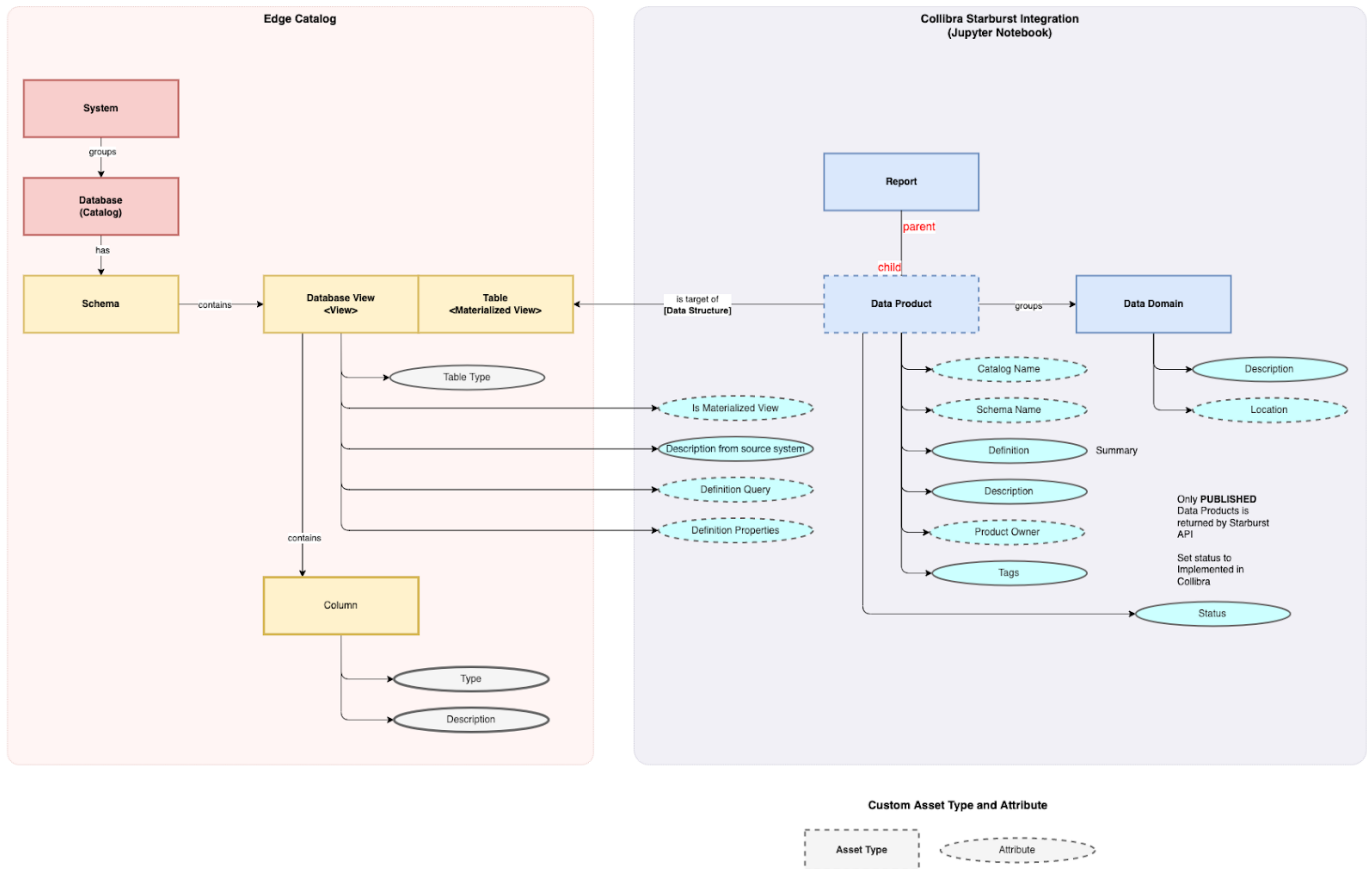 Edge Catalog
System
groups
Database
(Catalog)
has
Schema
contains
Database View
<View>
Table
<Materialized View>
Table Type
contains
Column
Type
Description
Collibra Starburst Integration
(Jupyter Notebook)
Report
parent
child
is target of
[Data Structure]
Data Product
groups
Data Domain
Is Materialized View
Description from source system
Definition Query
Definition Properties
Catalog Name
Schema Name
Definition
Summary
Description
Product Owner
Tags
Description
Location
Only PUBLISHED
Data Products is
returned by Starburst
API
Set status to
Implemented in
Collibra
Status
Custom Asset Type and Attribute
Asset Type
Attribute